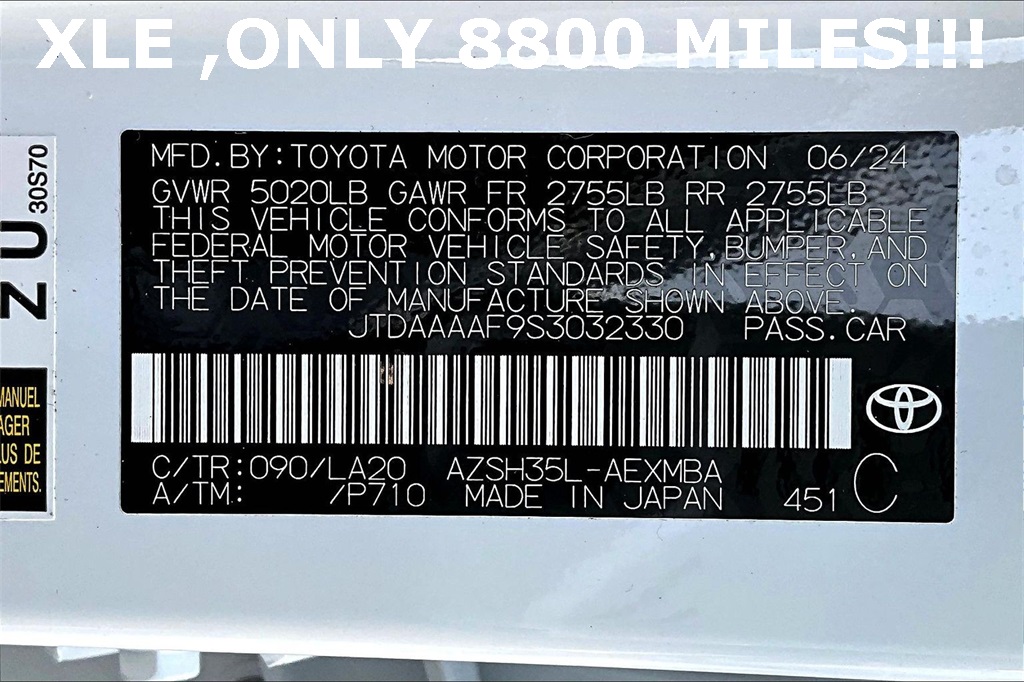 XLE ,ONLY 8800 MILES!!!
MFD. BY: TOYOTA MOTOR CORPORATION 06/24
GVWR 5020LB GAWR FR 2755LB RR 2755LB
THIS VEHICLE CONFORMS TO ALL APPLICABLE
FEDERAL MOTOR VEHICLE SAFETY, BUMPER, AND
THEFT PREVENTION STANDARDS IN EFFECT ON
THE DATE OF MANUFACTURE SHOWN ABOVE.
JTDAAAAF9S3032330 PASS. CAR
C/TR: 090/LA20 AZSH35L-AEXMBA
A/TM: /P710 MADE IN JAPAN 451 C
ZU
30S70
MANUEL
AGER
LUS DE
EMENTS.